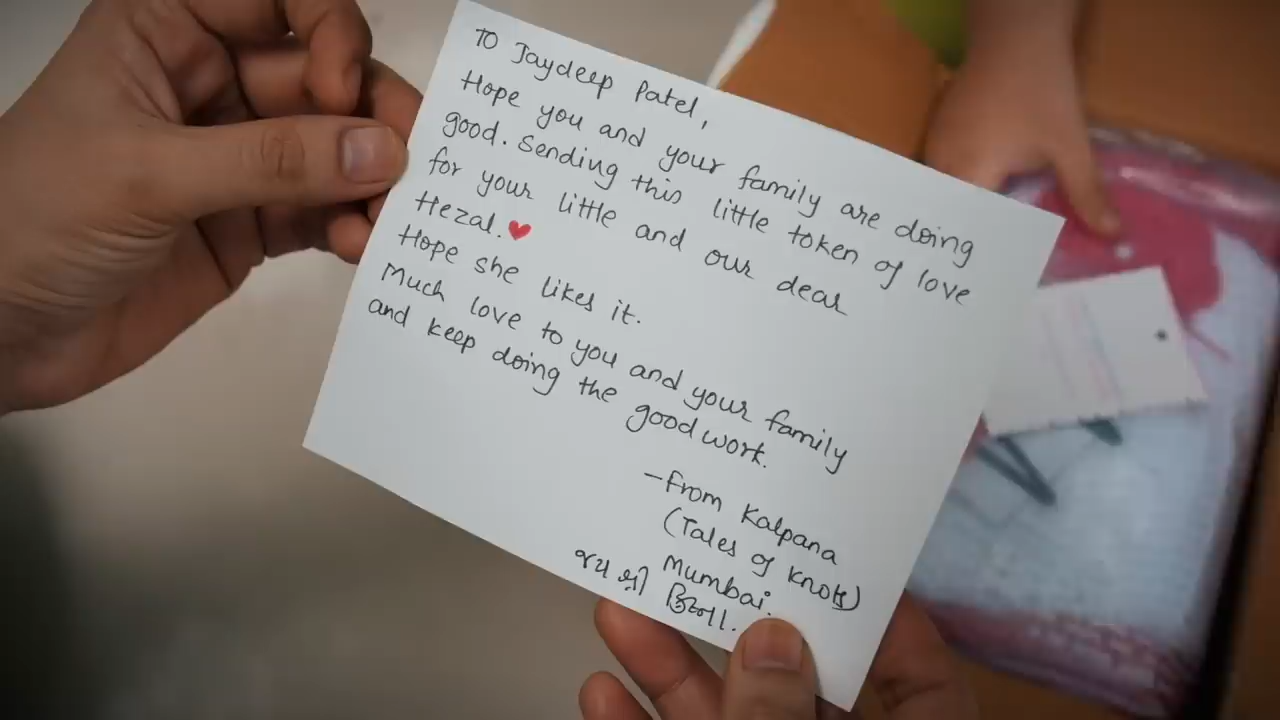 To Jaydeep Patel,
Hope you and your family are doing
good. Sending this little token of love
for your little and our dear
Hezal.
Hope she likes it.
Much love to you and your family
and keep doing the good work.
-From Kalpana
(Tales of Knots)
Mumbai.
જય શ્રી